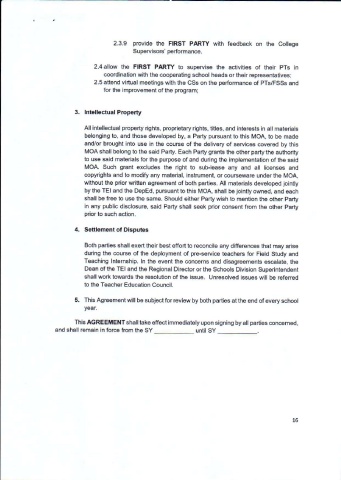 2.3.9 provide the FIRST PARTY with feedback on the College
Supervisors' performance.
2.4 allow the FIRST PARTY to supervise the activities of their PTs in
coordination with the cooperating school heads or their representatives;
2.5 attend virtual meetings with the CSs on the performance of PTs/FSSs and
for the improvement of the program;
3. Intellectual Property
All intellectual property rights, proprietary rights, titles, and interests in all materials
belonging to, and those developed by, a Party pursuant to this MOA, to be made
and/or brought into use in the course of the delivery of services covered by this
MOA shall belong to the said Party. Each Party grants the other party the authority
to use said materials for the purpose of and during the implementation of the said
MOA. Such grant excludes the right to sub-lease any and all licenses and
copyrights and to modify any material, instrument, or courseware under the MOA,
without the prior written agreement of both parties. All materials developed jointly
by the TEI and the DepEd, pursuant to this MOA, shall be jointly owned, and each
shall be free to use the same. Should either Party wish to mention the other Party
in any public disclosure, said Party shall seek prior consent from the other Party
prior to such action.
4. Settlement of Disputes
Both parties shall exert their best effort to reconcile any differences that may arise
during the course of the deployment of pre-service teachers for Field Study and
Teaching Internship. In the event the concerns and disagreements escalate, the
Dean of the TEI and the Regional Director or the Schools Division Superintendent
shall work towards the resolution of the issue. Unresolved issues will be referred
to the Teacher Education Council.
5. This Agreement will be subject for review by both parties at the end of every school
year.
This AGREEMENT shall take effect immediately upon signing by all parties concerned,
and shall remain in force from the SY ____________ until SY ____________.
16